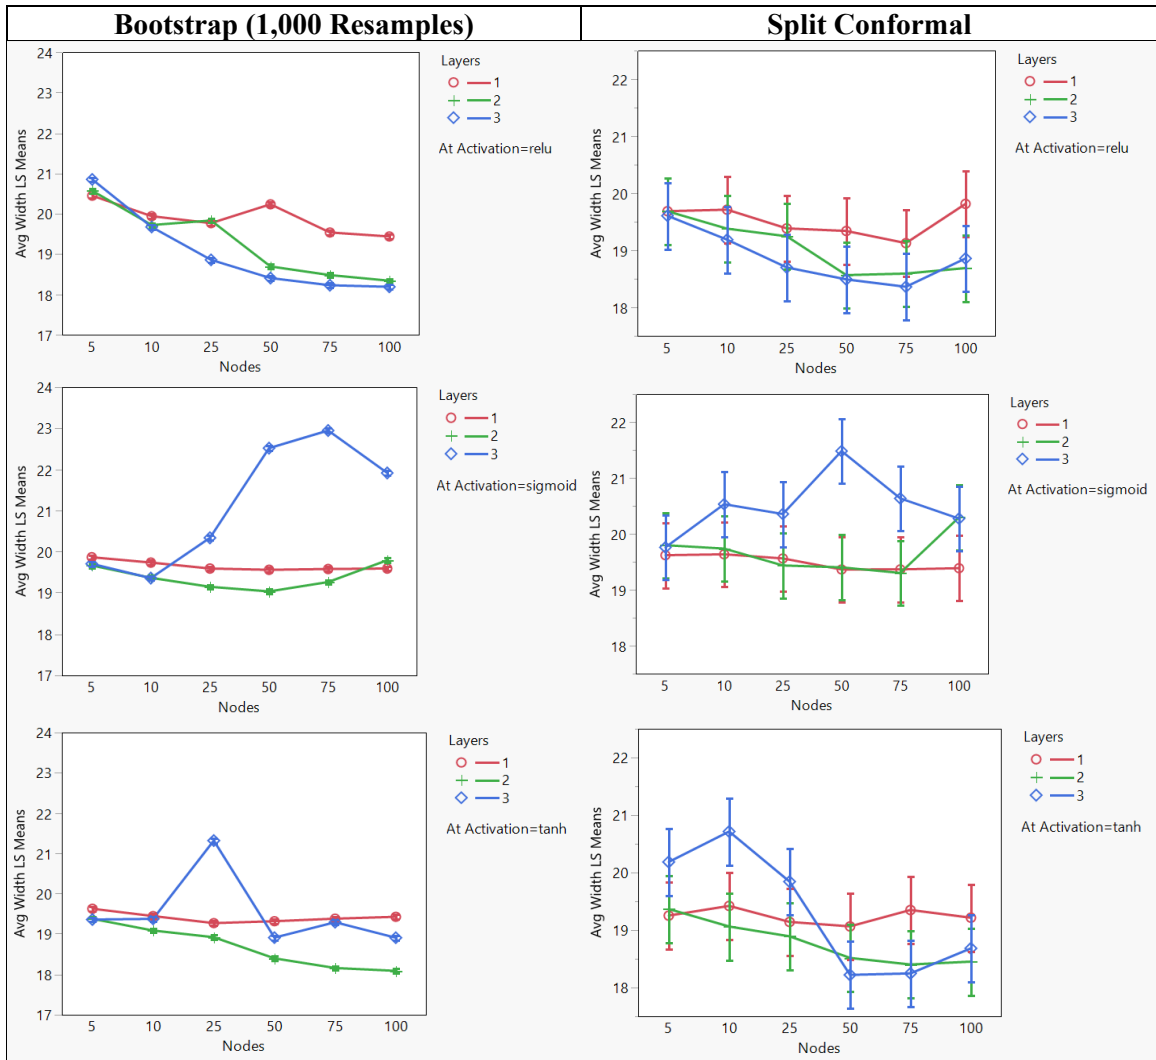 Bootstrap (1,000 Resamples)
Split Conformal
24
23
22
21
20
19
18
17
Avg Width LS Means
5 10 25 50 75 100
Nodes
Layers
1
2
3
At Activation=relu
22
21
20
19
18
Avg Width LS Means
5 10 25 50 75 100
Nodes
Layers
1
2
3
At Activation=relu
24
23
22
21
20
19
18
17
Avg Width LS Means
5 10 25 50 75 100
Nodes
Layers
1
2
3
At Activation=sigmoid
22
21
20
19
18
Avg Width LS Means
5 10 25 50 75 100
Nodes
Layers
1
2
3
At Activation=sigmoid
24
23
22
21
20
19
18
17
Avg Width LS Means
5 10 25 50 75 100
Nodes
Layers
1
2
3
At Activation=tanh
22
21
20
19
18
Avg Width LS Means
5 10 25 50 75 100
Nodes
Layers
1
2
3
At Activation=tanh